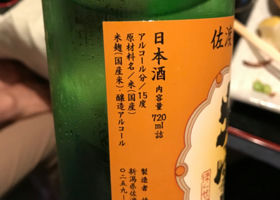 佐渡
日本酒 内容量 720ml詰
アルコール分/15度
原材料名/米(国産)
米麹(国産米)・醸造アルコール
製造者
新潟県佐渡
0259